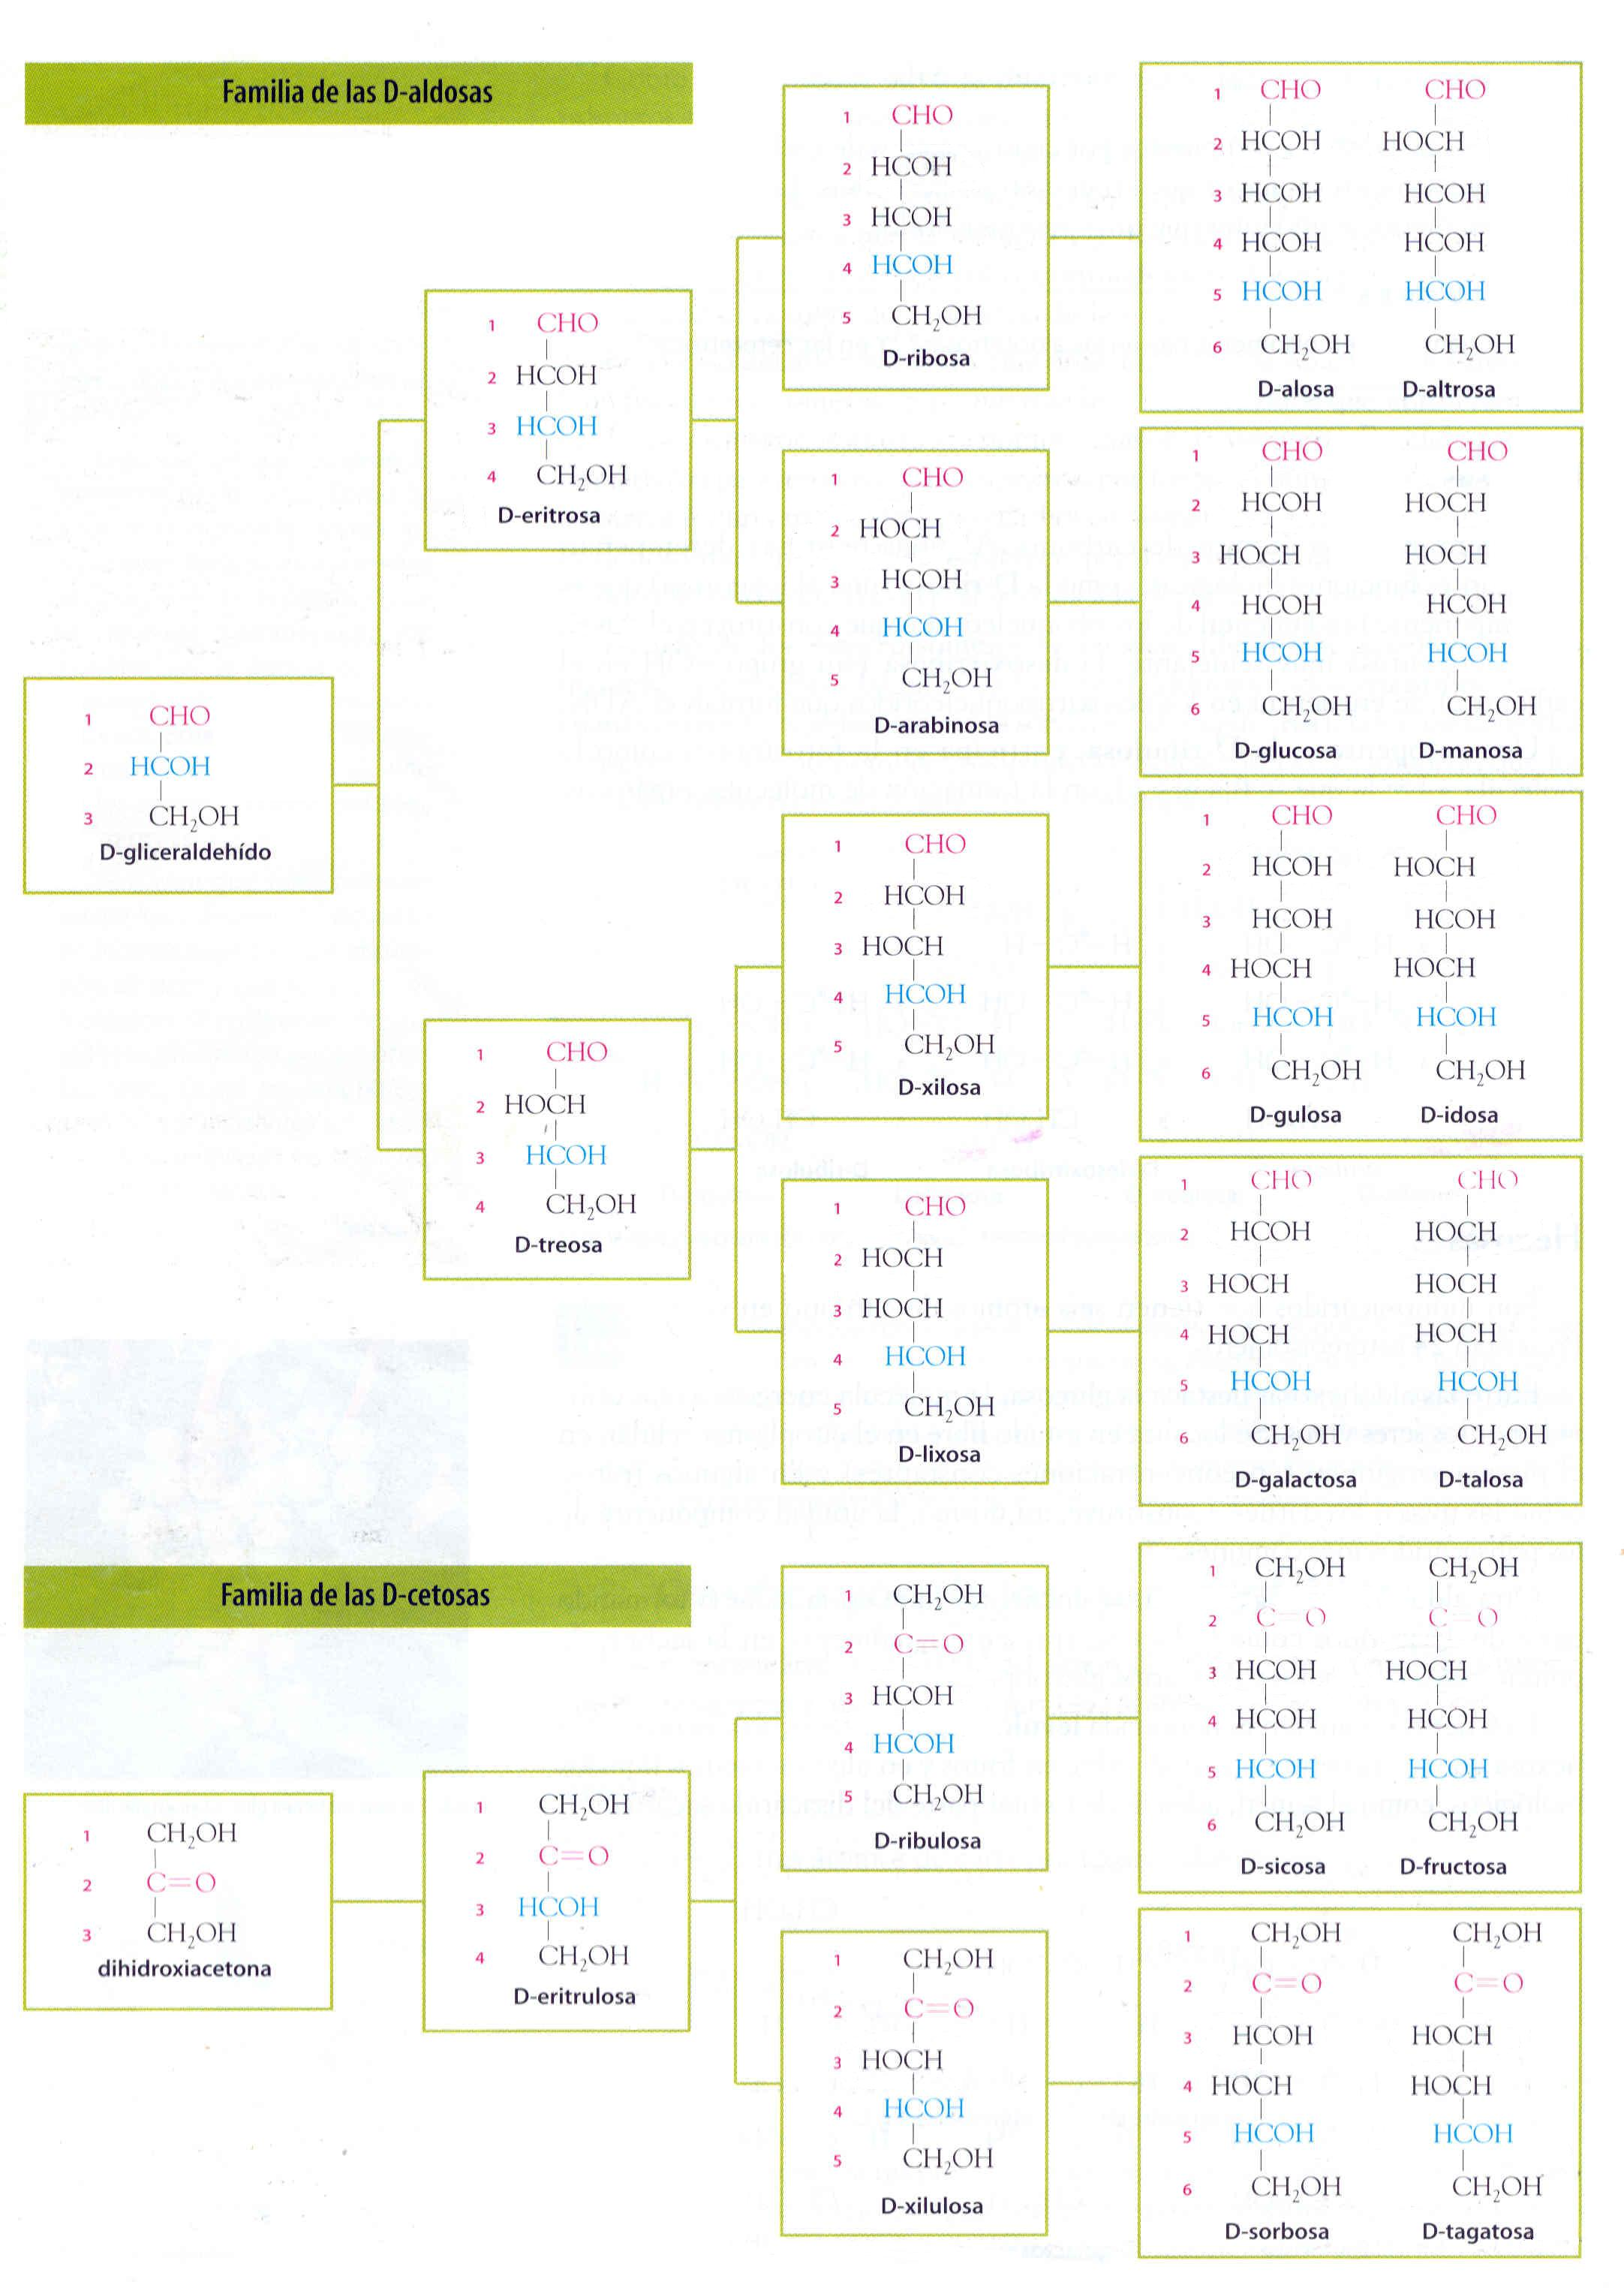 Familia de las D-aldosas
1 CHO
2 HCOH
3 CH₂OH
D-gliceraldehído
1 CHO
2 HCOH
3 HCOH
4 CH₂OH
D-eritrosa
1 CHO
2 HOCH
3 HCOH
4 CH₂OH
D-treosa
1 CHO
2 HCOH
3 HCOH
4 HCOH
5 CH₂OH
D-ribosa
1 CHO
2 HOCH
3 HCOH
4 HCOH
5 CH₂OH
D-arabinosa
1 CHO
2 HCOH
3 HOCH
4 HCOH
5 CH₂OH
D-xilosa
1 CHO
2 HOCH
3 HOCH
4 HCOH
5 CH₂OH
D-lixosa
1 CHO CHO
2 HCOH HOCH
3 HCOH HCOH
4 HCOH HCOH
5 HCOH HCOH
6 CH₂OH CH₂OH
D-alosa D-altrosa
1 CHO CHO
2 HCOH HOCH
3 HOCH HOCH
4 HCOH HCOH
5 HCOH HCOH
6 CH₂OH CH₂OH
D-glucosa D-manosa
1 CHO CHO
2 HCOH HOCH
3 HCOH HCOH
4 HOCH HOCH
5 HCOH HCOH
6 CH₂OH CH₂OH
D-gulosa D-idosa
1 CHO CHO
2 HCOH HOCH
3 HOCH HOCH
4 HOCH HOCH
5 HCOH HCOH
6 CH₂OH CH₂OH
D-galactosa D-talosa
Familia de las D-cetosas
1 CH₂OH
2 C=O
3 CH₂OH
dihidroxiacetona
1 CH₂OH
2 C=O
3 HCOH
4 CH₂OH
D-eritrulosa
1 CH₂OH
2 C=O
3 HCOH
4 HCOH
5 CH₂OH
D-ribulosa
1 CH₂OH
2 C=O
3 HOCH
4 HCOH
5 CH₂OH
D-xilulosa
1 CH₂OH CH₂OH
2 C=O C=O
3 HCOH HOCH
4 HCOH HCOH
5 HCOH HCOH
6 CH₂OH CH₂OH
D-sicosa D-fructosa
1 CH₂OH CH₂OH
2 C=O C=O
3 HCOH HOCH
4 HOCH HOCH
5 HCOH HCOH
6 CH₂OH CH₂OH
D-sorbosa D-tagatosa